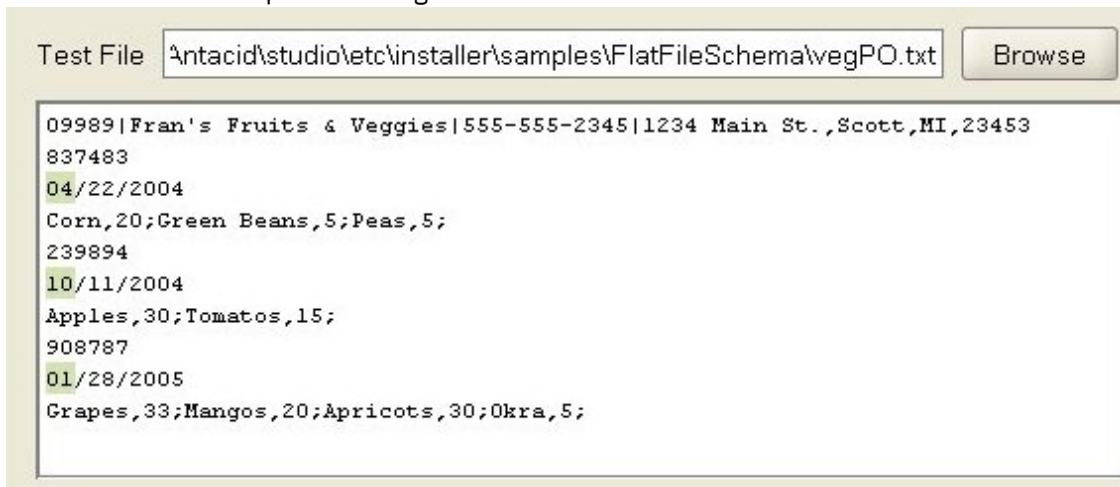 Test File Antacid\studio\etc\installer\samples\FlatFileSchema\vegPO.txt Browse
09989|Fran's Fruits & Veggies|555-555-2345|1234 Main St.,Scott,MI,23453
837483
04/22/2004
Corn,20;Green Beans,5;Peas,5;
239894
10/11/2004
Apples,30;Tomatos,15;
908787
01/28/2005
Grapes,33;Mangos,20;Apricots,30;Okra,5;